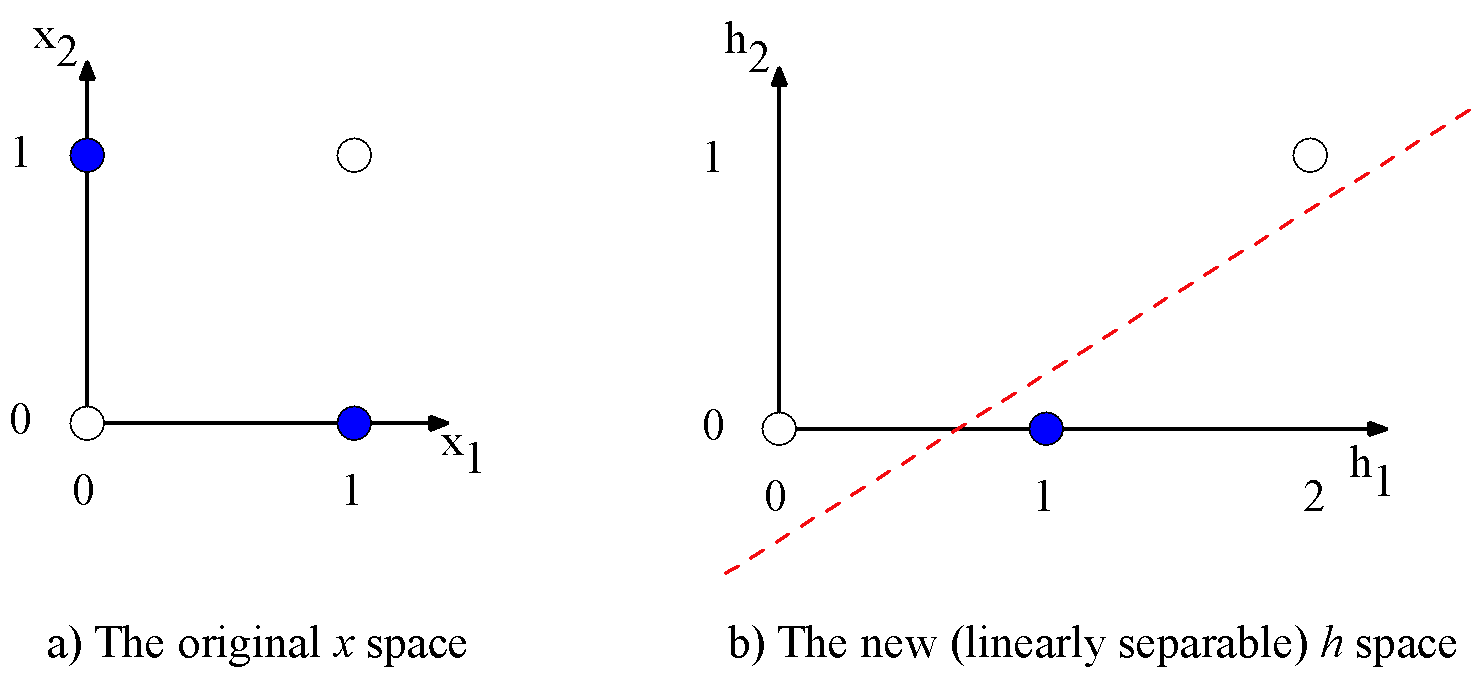 x2
1
0
0
1
x1
a) The original x space
h2
1
0
0
1
2
h1
b) The new (linearly separable) h space